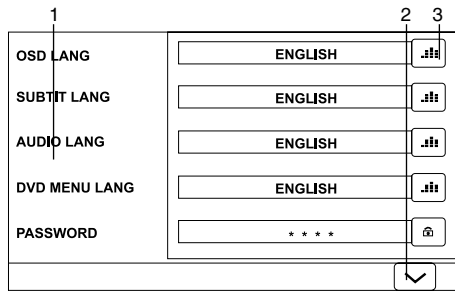 1 2 3
OSD LANG ENGLISH
SUBTIT LANG ENGLISH
AUDIO LANG ENGLISH
DVD MENU LANG ENGLISH
PASSWORD * * * *